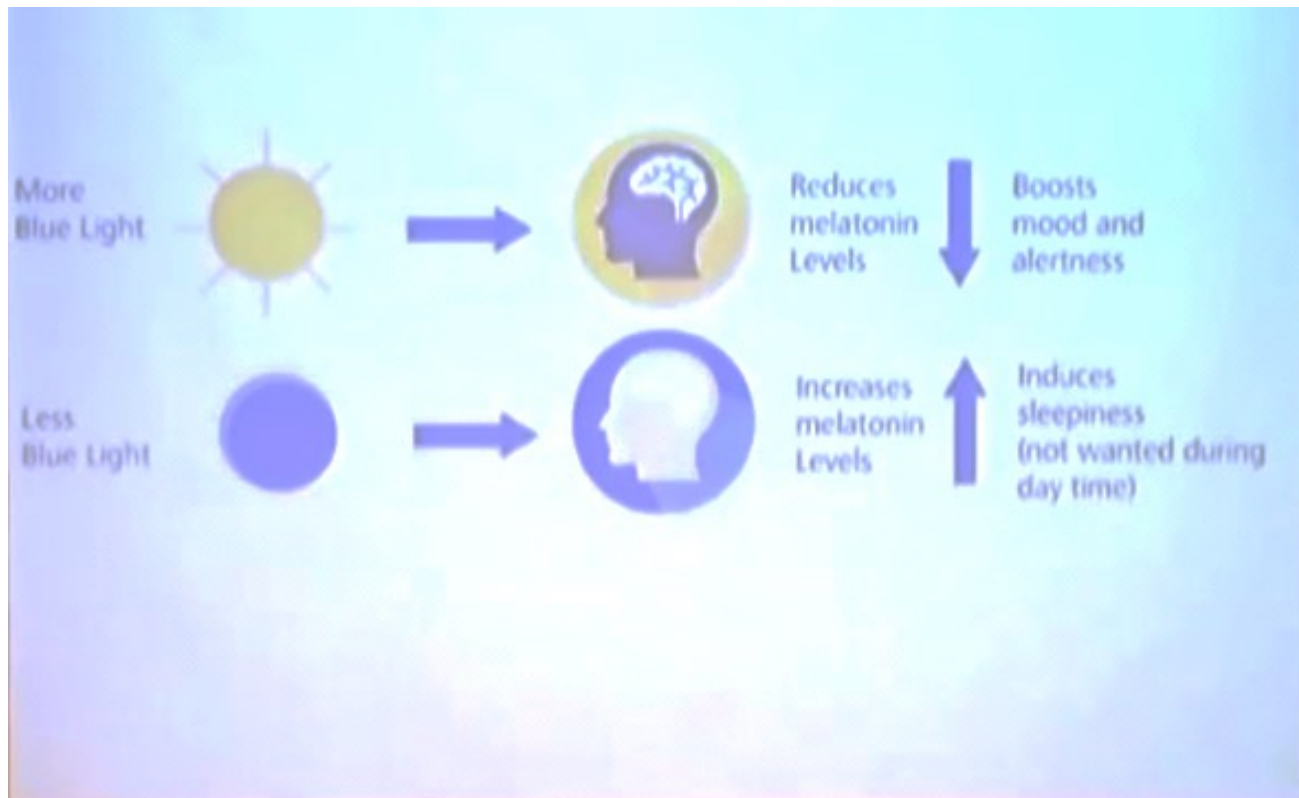 More
Blue Light
Reduces
melatonin
Levels
Boosts
mood and
alertness
Less
Blue Light
Increases
melatonin
Levels
Induces
sleepiness
(not wanted during
day time)